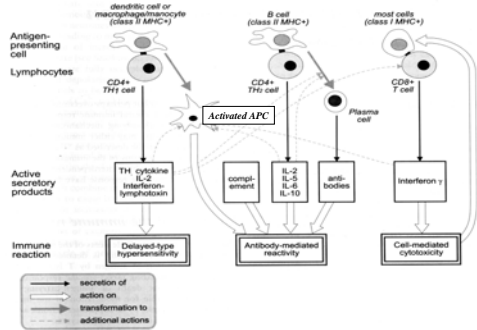 dendritic cell or
macrophage/manocyte
(class II MHC+)
B cell
(class II MHC+)
most cells
(class I MHC+)
Antigen-
presenting
cell
Lymphocytes
CD4+
TH1 cell
CD4+
TH2 cell
CD8+
T cell
Activated APC
Plasma
cell
Active
secretory
products
TH cytokine
IL-2
Interferon-
lymphotoxin
compl-
ement
IL-2
IL-5
IL-6
IL-10
anti-
bodies
Interferon γ
Immune
reaction
Delayed-type
hypersensitivity
Antibody-mediated
reactivity
Cell-mediated
cytotoxicity
secretion of
action on
transformation to
additional actions